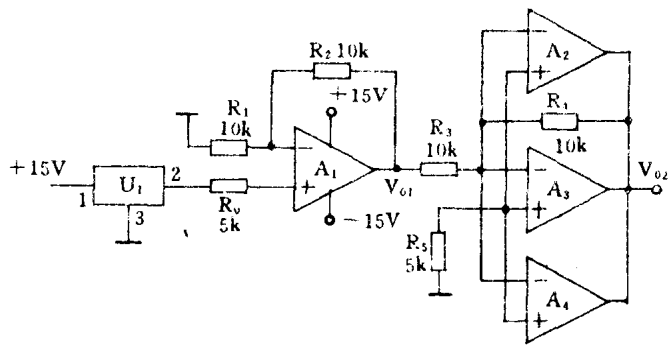 R₂ 10k
A₂
R₁
10k
+15V
R₃
10k
R₄
10k
+15V
U₁
1
2
3
R₀
5k
A₁
V₀₁
-15V
A₃
V₀₂
R₅
5k
A₄
-
+
-
+
-
+
-
+